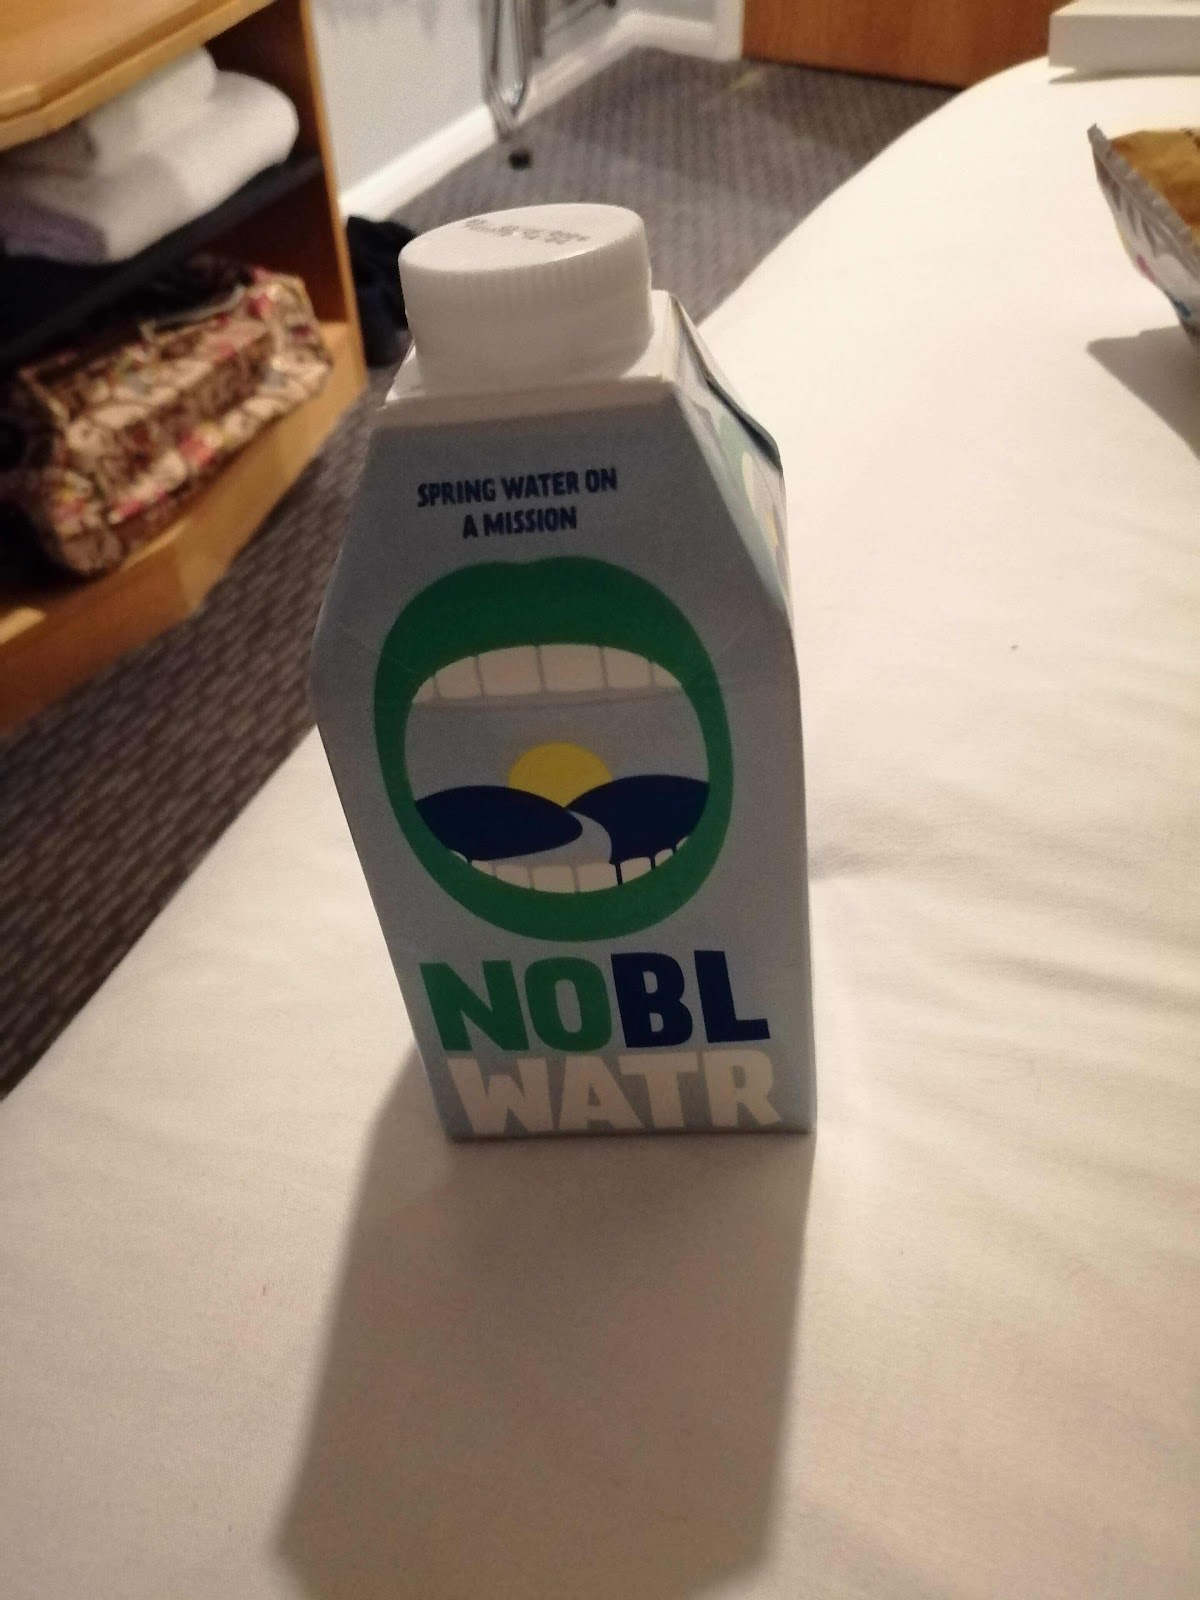 SPRING WATER ON
A MISSION
NOBL
WATR